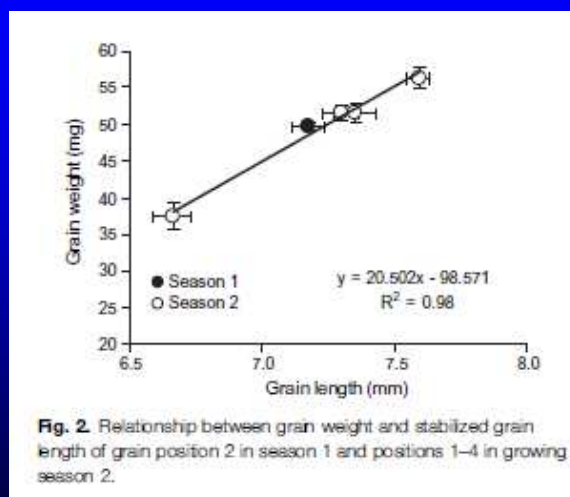 60
55
50
45
40
35
30
25
20
Grain weight (mg)
Season 1
Season 2
y = 20.502x - 98.571
R² = 0.98
6.5 7.0 7.5 8.0
Grain length (mm)
Fig. 2. Relationship between grain weight and stabilized grain
length of grain position 2 in season 1 and positions 1–4 in growing
season 2.